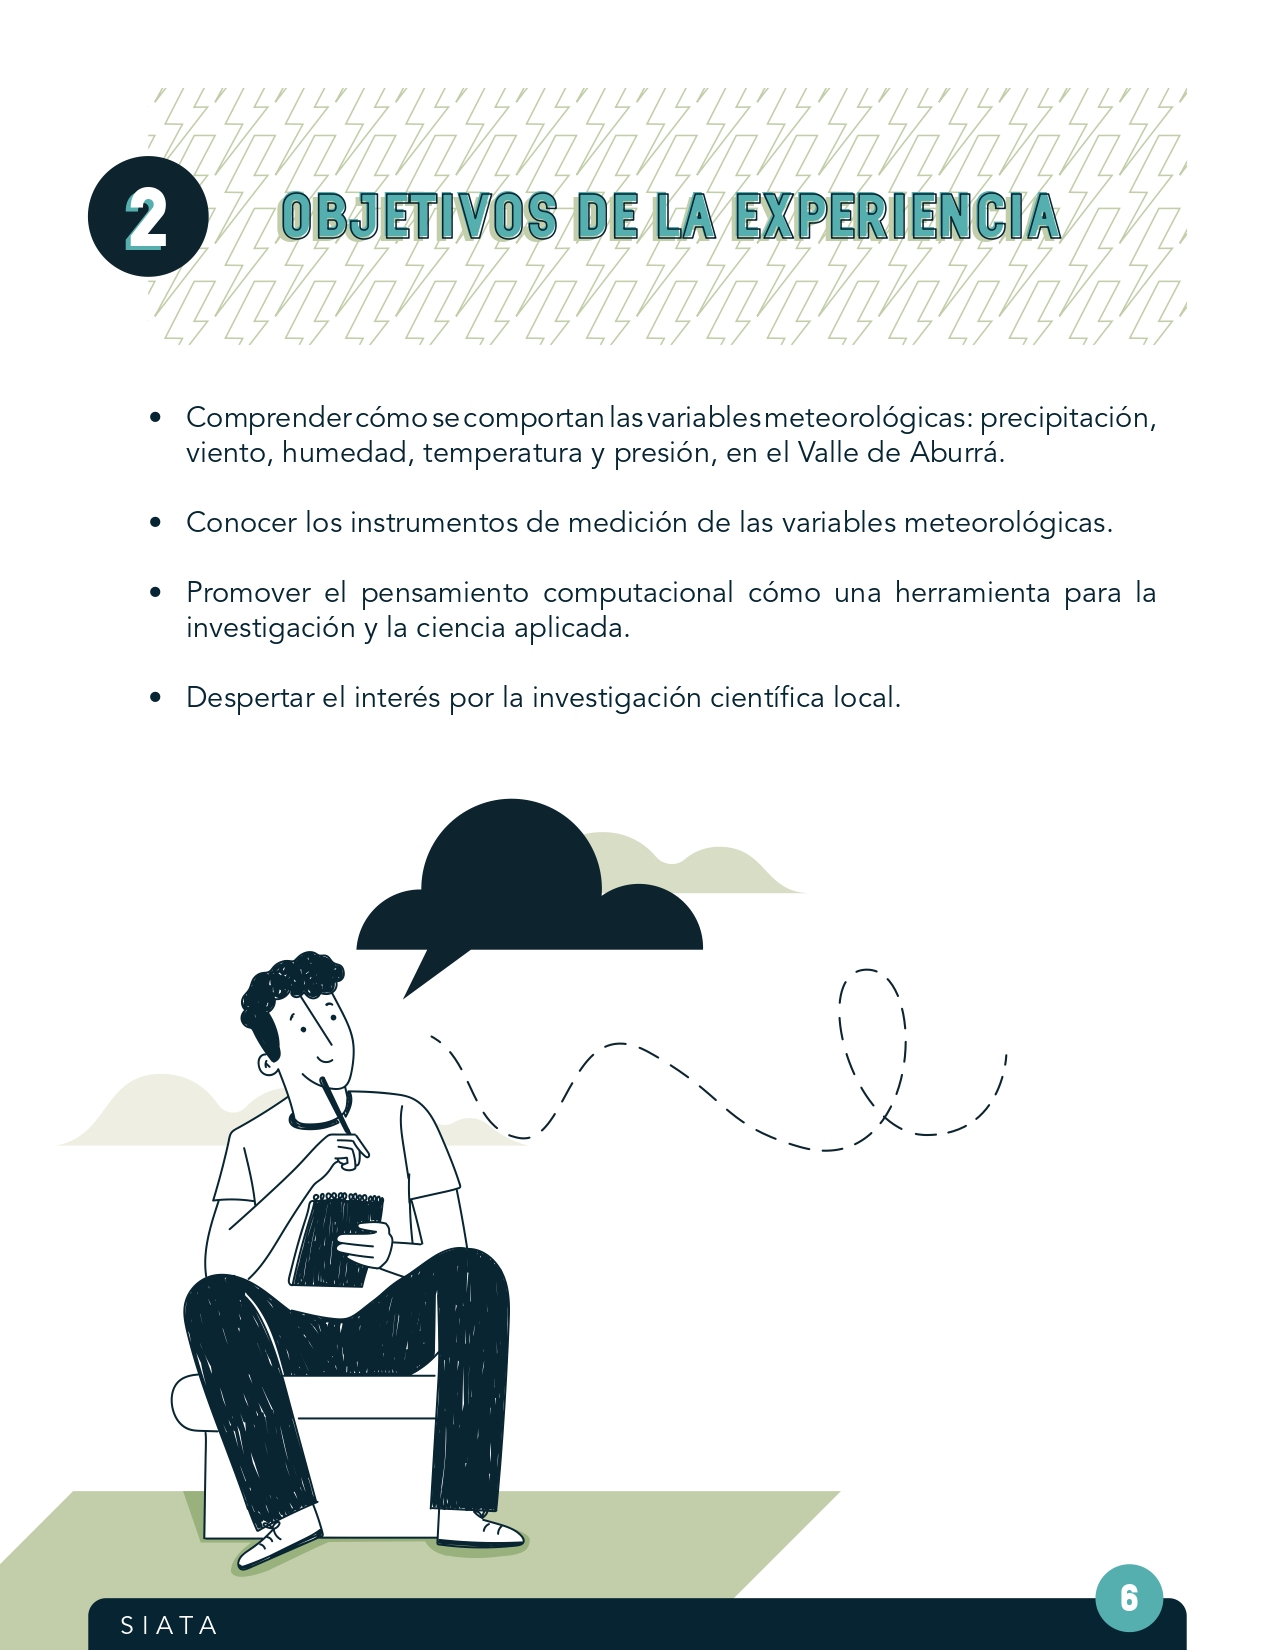 2
OBJETIVOS DE LA EXPERIENCIA
• Comprender cómo se comportan las variables meteorológicas: precipitación,
viento, humedad, temperatura y presión, en el Valle de Aburrá.
• Conocer los instrumentos de medición de las variables meteorológicas.
• Promover el pensamiento computacional cómo una herramienta para la
investigación y la ciencia aplicada.
• Despertar el interés por la investigación científica local.
SIATA
6